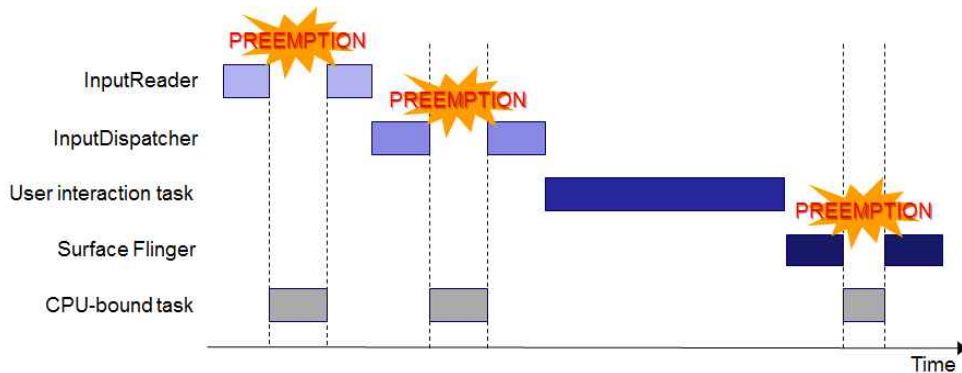 PREEMPTION
InputReader
PREEMPTION
InputDispatcher
User interaction task
PREEMPTION
Surface Flinger
CPU-bound task
Time